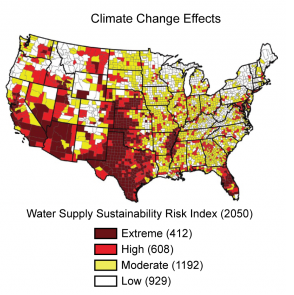 Climate Change Effects
Water Supply Sustainability Risk Index (2050)
Extreme (412)
High (608)
Moderate (1192)
Low (929)